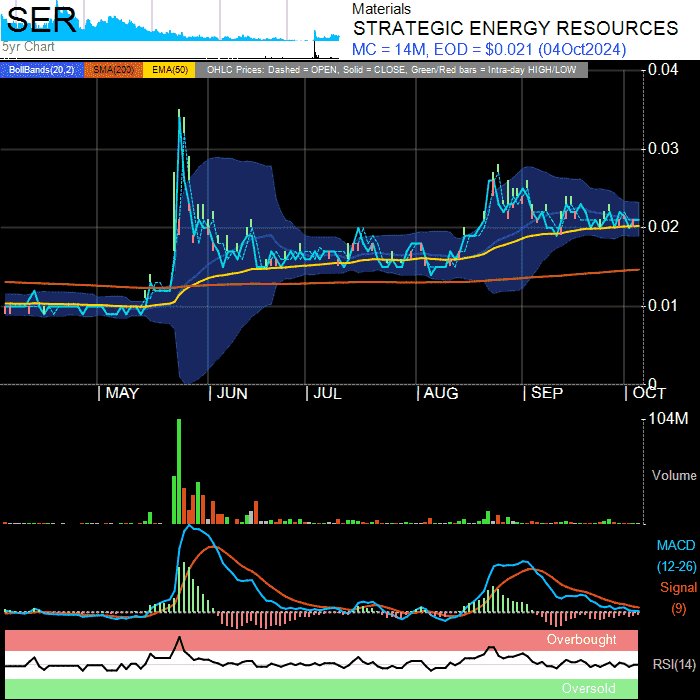 SER
5yr Chart
Materials
STRATEGIC ENERGY RESOURCES
MC = 14M, EOD = $0.021 (04Oct2024)
BollBands(20,2) SMA(200) EMA(50) OHLC Prices: Dashed = OPEN, Solid = CLOSE, Green/Red bars = Intra-day HIGH/LOW
0.04
0.03
0.02
0.01
0
MAY JUN JUL AUG SEP OCT
104M
Volume
MACD
(12-26)
Signal
(9)
Overbought
RSI(14)
Oversold